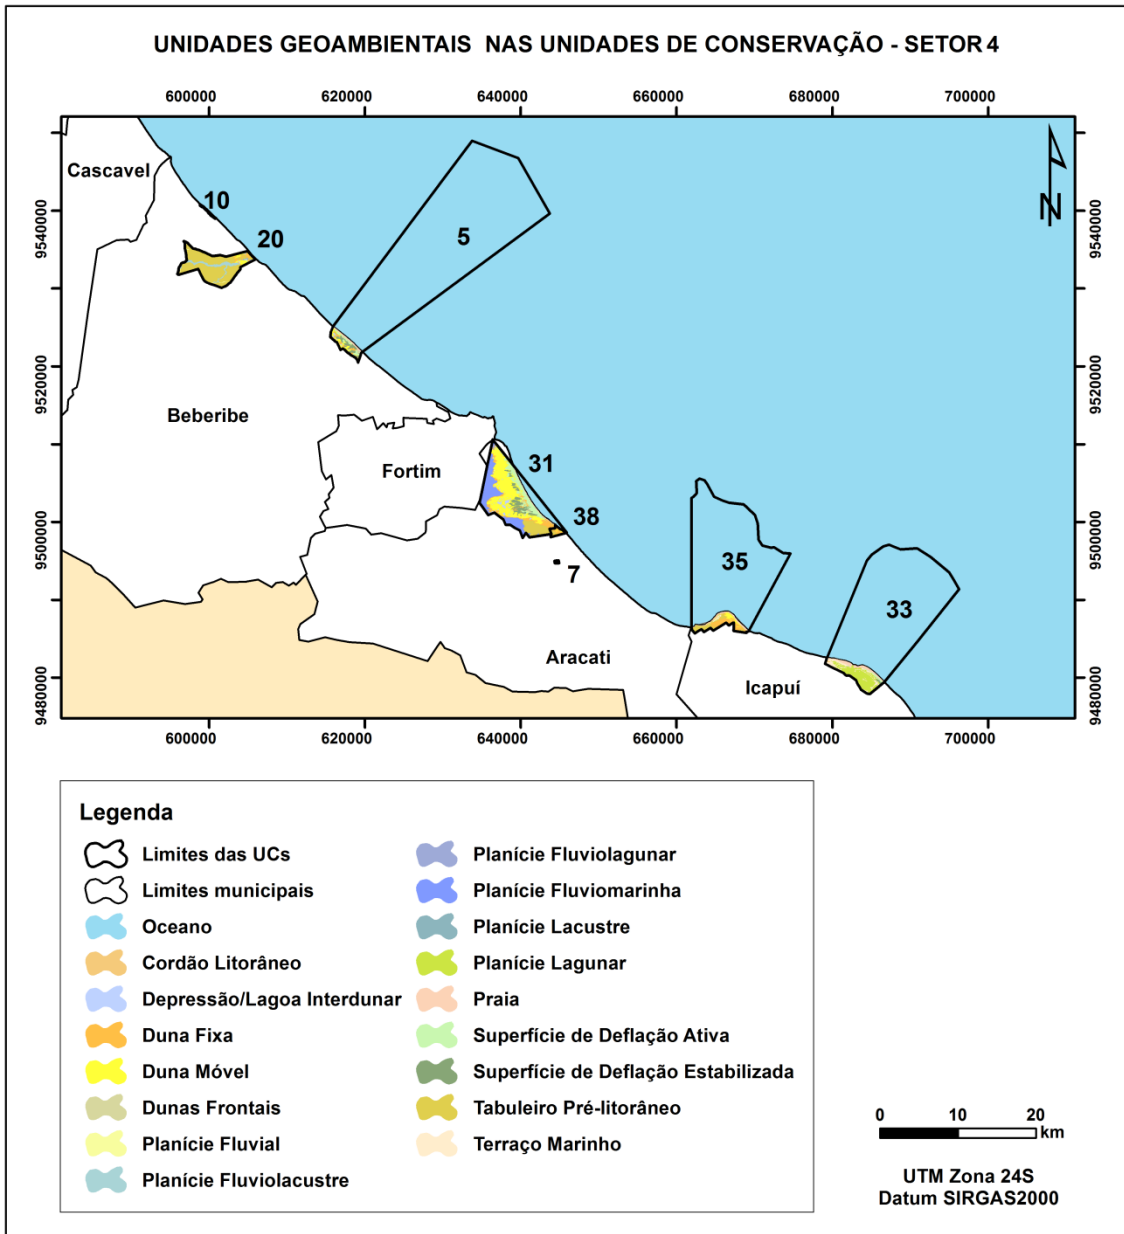 UNIDADES GEOAMBIENTAIS NAS UNIDADES DE CONSERVAÇÃO - SETOR 4
600000 620000 640000 660000 680000 700000
Cascavel
10
20
5
N
9540000
9540000
9520000
9520000
Beberibe
Fortim
31
38
7
35
33
9500000
9500000
Aracati
Icapuí
9480000
9480000
600000 620000 640000 660000 680000 700000
Legenda
Limites das UCs
Limites municipais
Oceano
Cordão Litorâneo
Depressão/Lagoa Interdunar
Duna Fixa
Duna Móvel
Dunas Frontais
Planície Fluvial
Planície Fluviolacustre
Planície Fluviolagunar
Planície Fluviomarinha
Planície Lacustre
Planície Lagunar
Praia
Superfície de Deflação Ativa
Superfície de Deflação Estabilizada
Tabuleiro Pré-litorâneo
Terraço Marinho
0 10 20
km
UTM Zona 24S
Datum SIRGAS2000